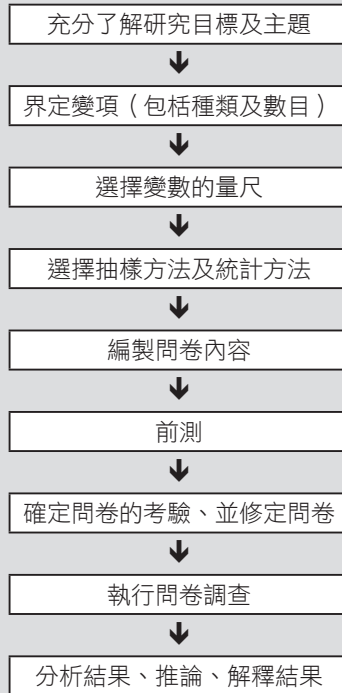 充分了解研究目標及主題
界定變項（包栝種類及數目）
選擇變數的量尺
選擇抽樣方法及統計方法
編製問卷內容
前測
確定問卷的考驗、並修定問卷
執行問卷調查
分析結果、推論、解釋結果